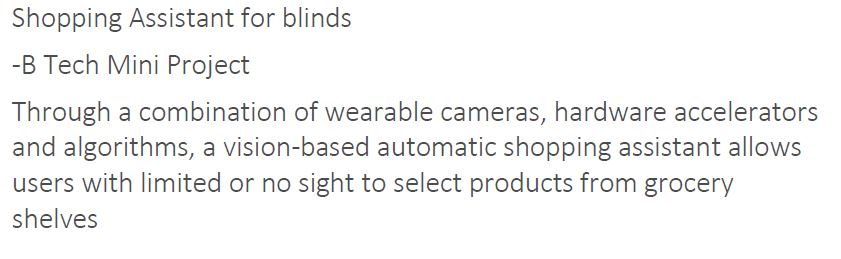 Shopping Assistant for blinds
-B Tech Mini Project
Through a combination of wearable cameras, hardware accelerators
and algorithms, a vision-based automatic shopping assistant allows
users with limited or no sight to select products from grocery
shelves